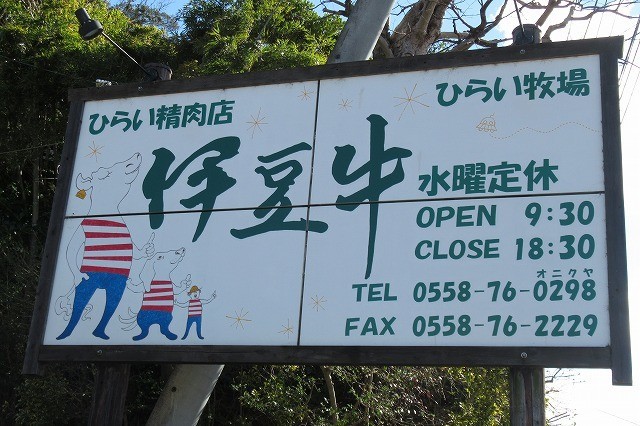 ひらい精肉店
ひらい牧場
伊豆牛
水曜定休
OPEN 9:30
CLOSE 18:30
オニクヤ
TEL 0558-76-0298
FAX 0558-76-2229